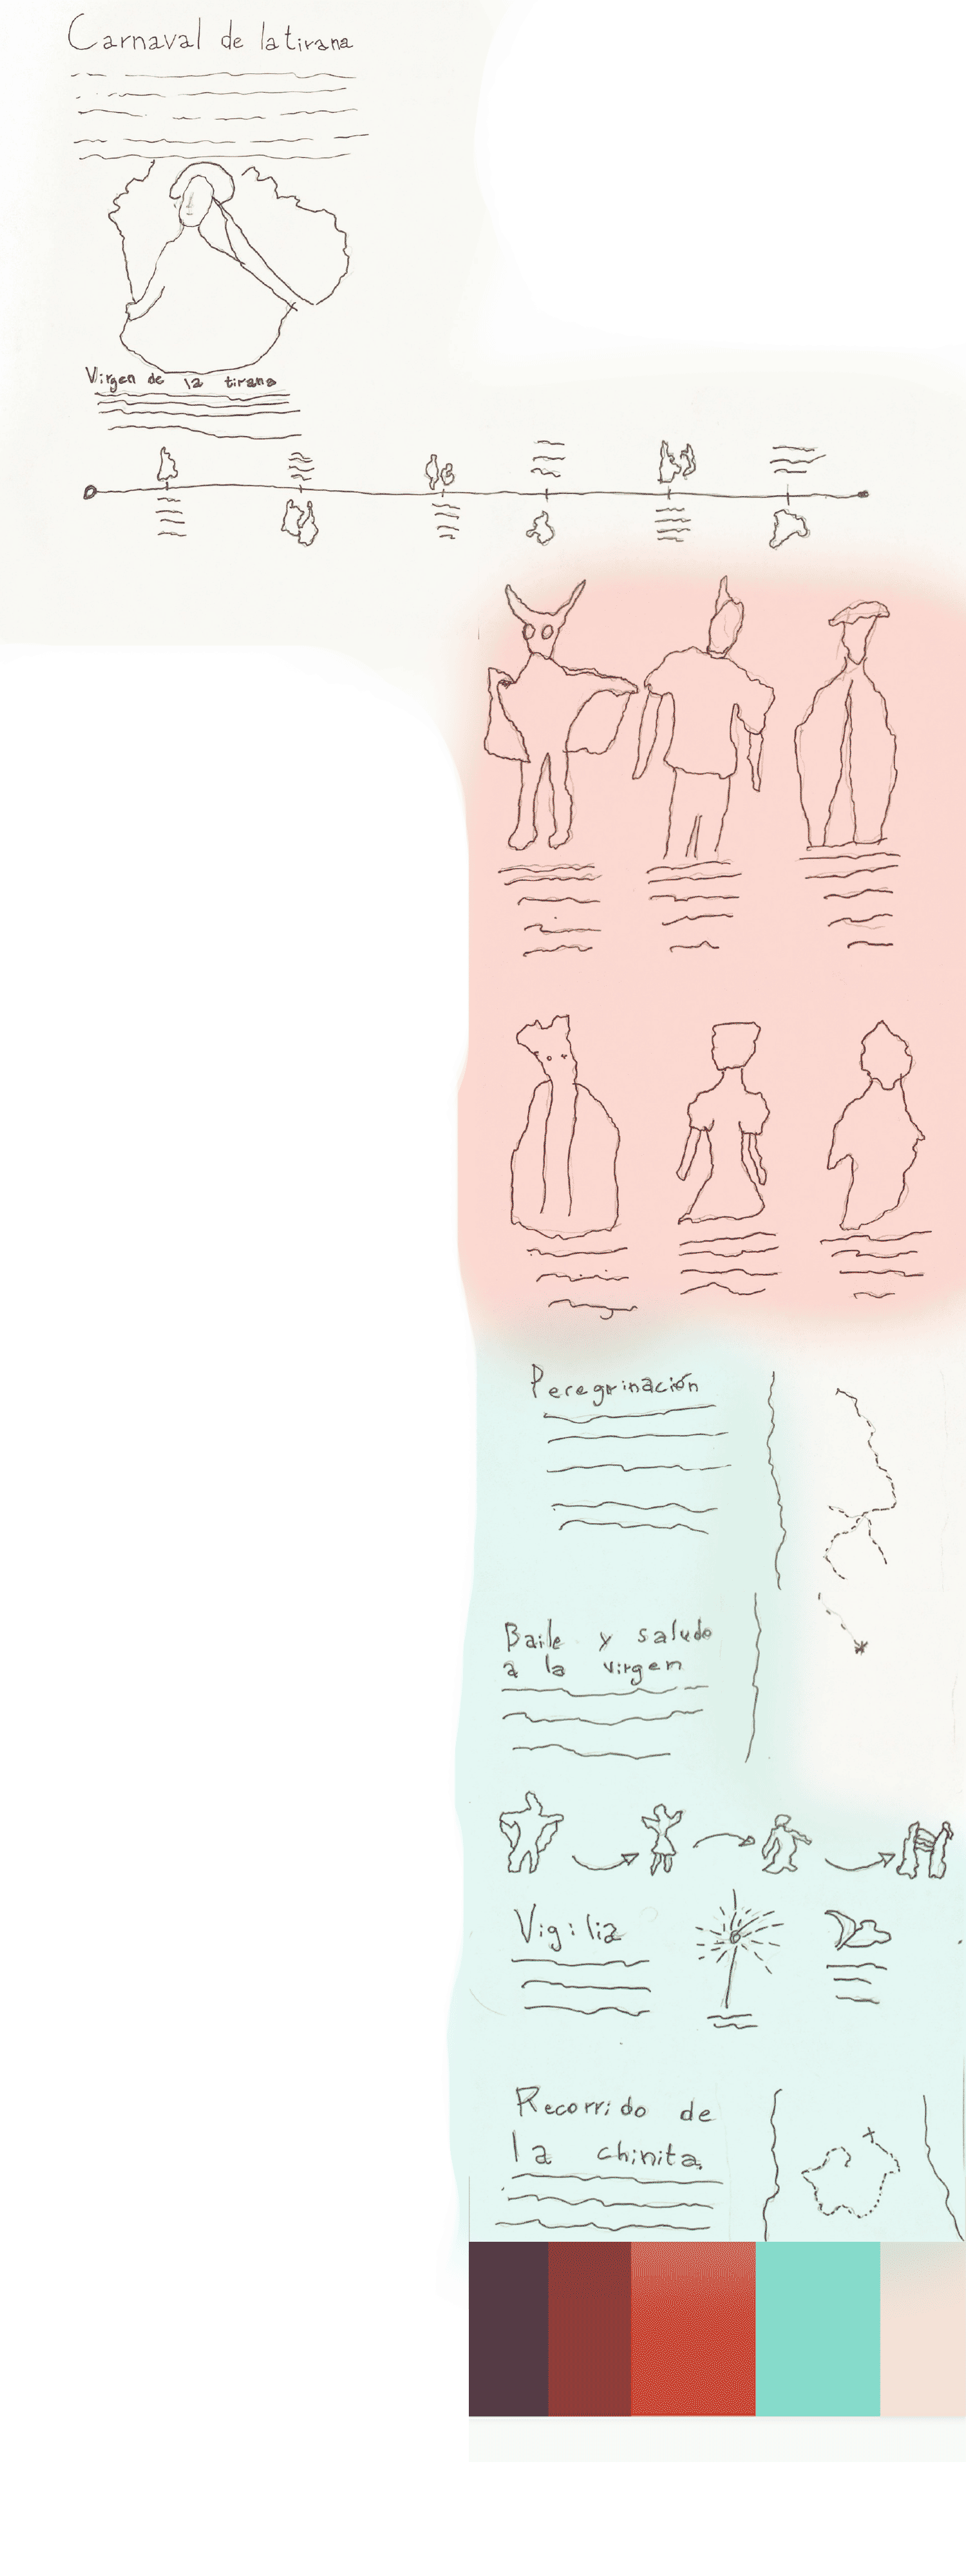 Carnaval de la tirana
Virgen de la tirana
Peregrinación
Baile y saludo
a la virgen
Vigilia
Recorrido de
la chinita